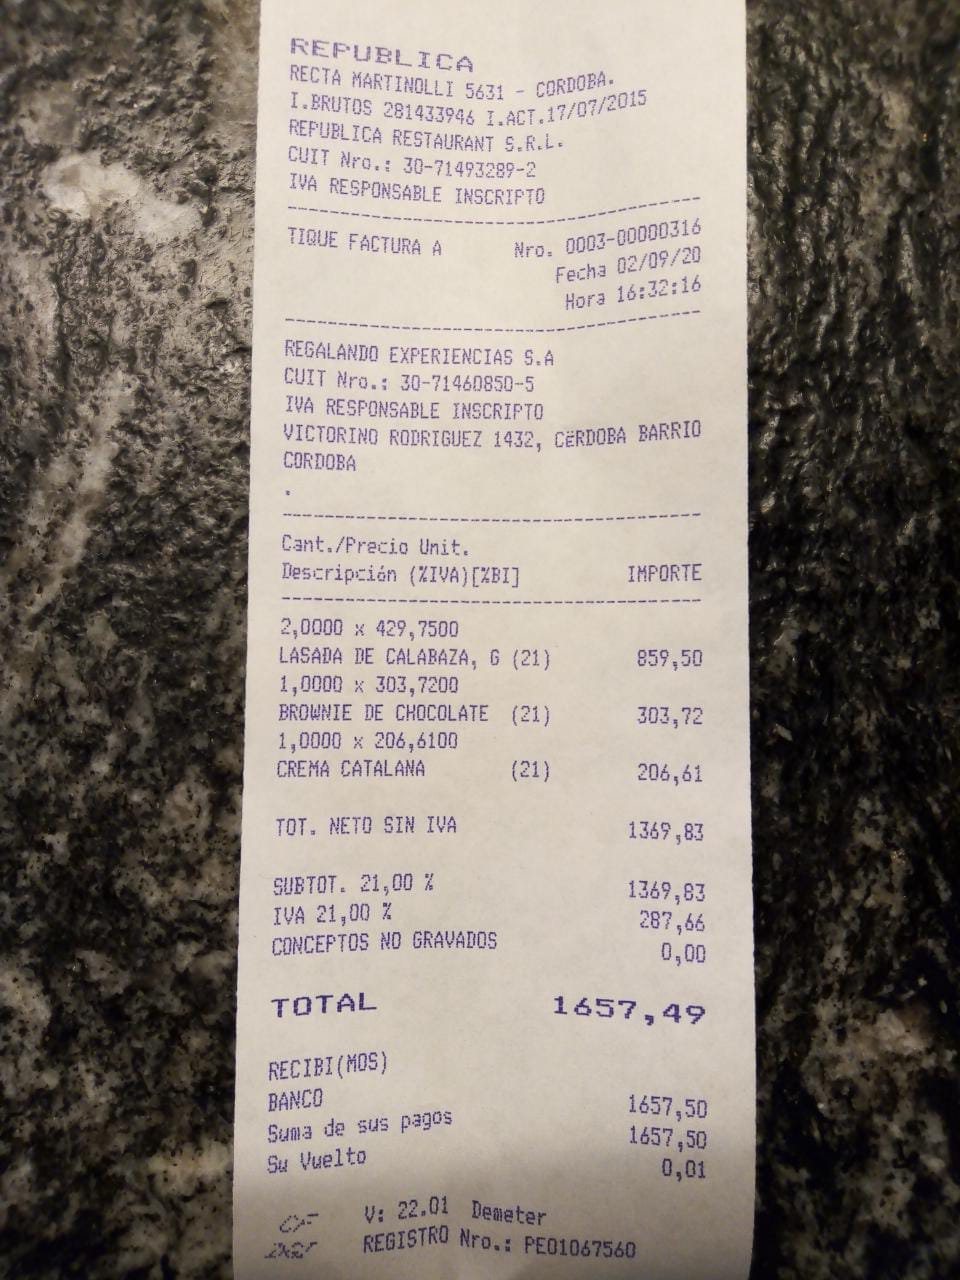 REPUBLICA
RECTA MARTINOLLI 5631 - CORDOBA.
I.BRUTOS 281433946 I.ACT.17/07/2015
REPUBLICA RESTAURANT S.R.L.
CUIT Nro.: 30-71493289-2
IVA RESPONSABLE INSCRIPTO
TIQUE FACTURA A Nro. 0003-00000316
Fecha 02/09/20
Hora 16:32:16
REGALANDO EXPERIENCIAS S.A
CUIT Nro.: 30-71460850-5
IVA RESPONSABLE INSCRIPTO
VICTORINO RODRIGUEZ 1432, CëRDOBA BARRIO
CORDOBA
.
Cant./Precio Unit.
Descripción (%IVA)[%BI] IMPORTE
2,0000 x 429,7500
LASADA DE CALABAZA, G (21) 859,50
1,0000 x 303,7200
BROWNIE DE CHOCOLATE (21) 303,72
1,0000 x 206,6100
CREMA CATALANA (21) 206,61
TOT. NETO SIN IVA 1369,83
SUBTOT. 21,00 % 1369,83
IVA 21,00 % 287,66
CONCEPTOS NO GRAVADOS 0,00
TOTAL 1657,49
RECIBI(MOS)
BANCO 1657,50
Suma de sus pagos 1657,50
Su Vuelto 0,01
CF V: 22.01 Demeter
REGISTRO Nro.: PEO1067560